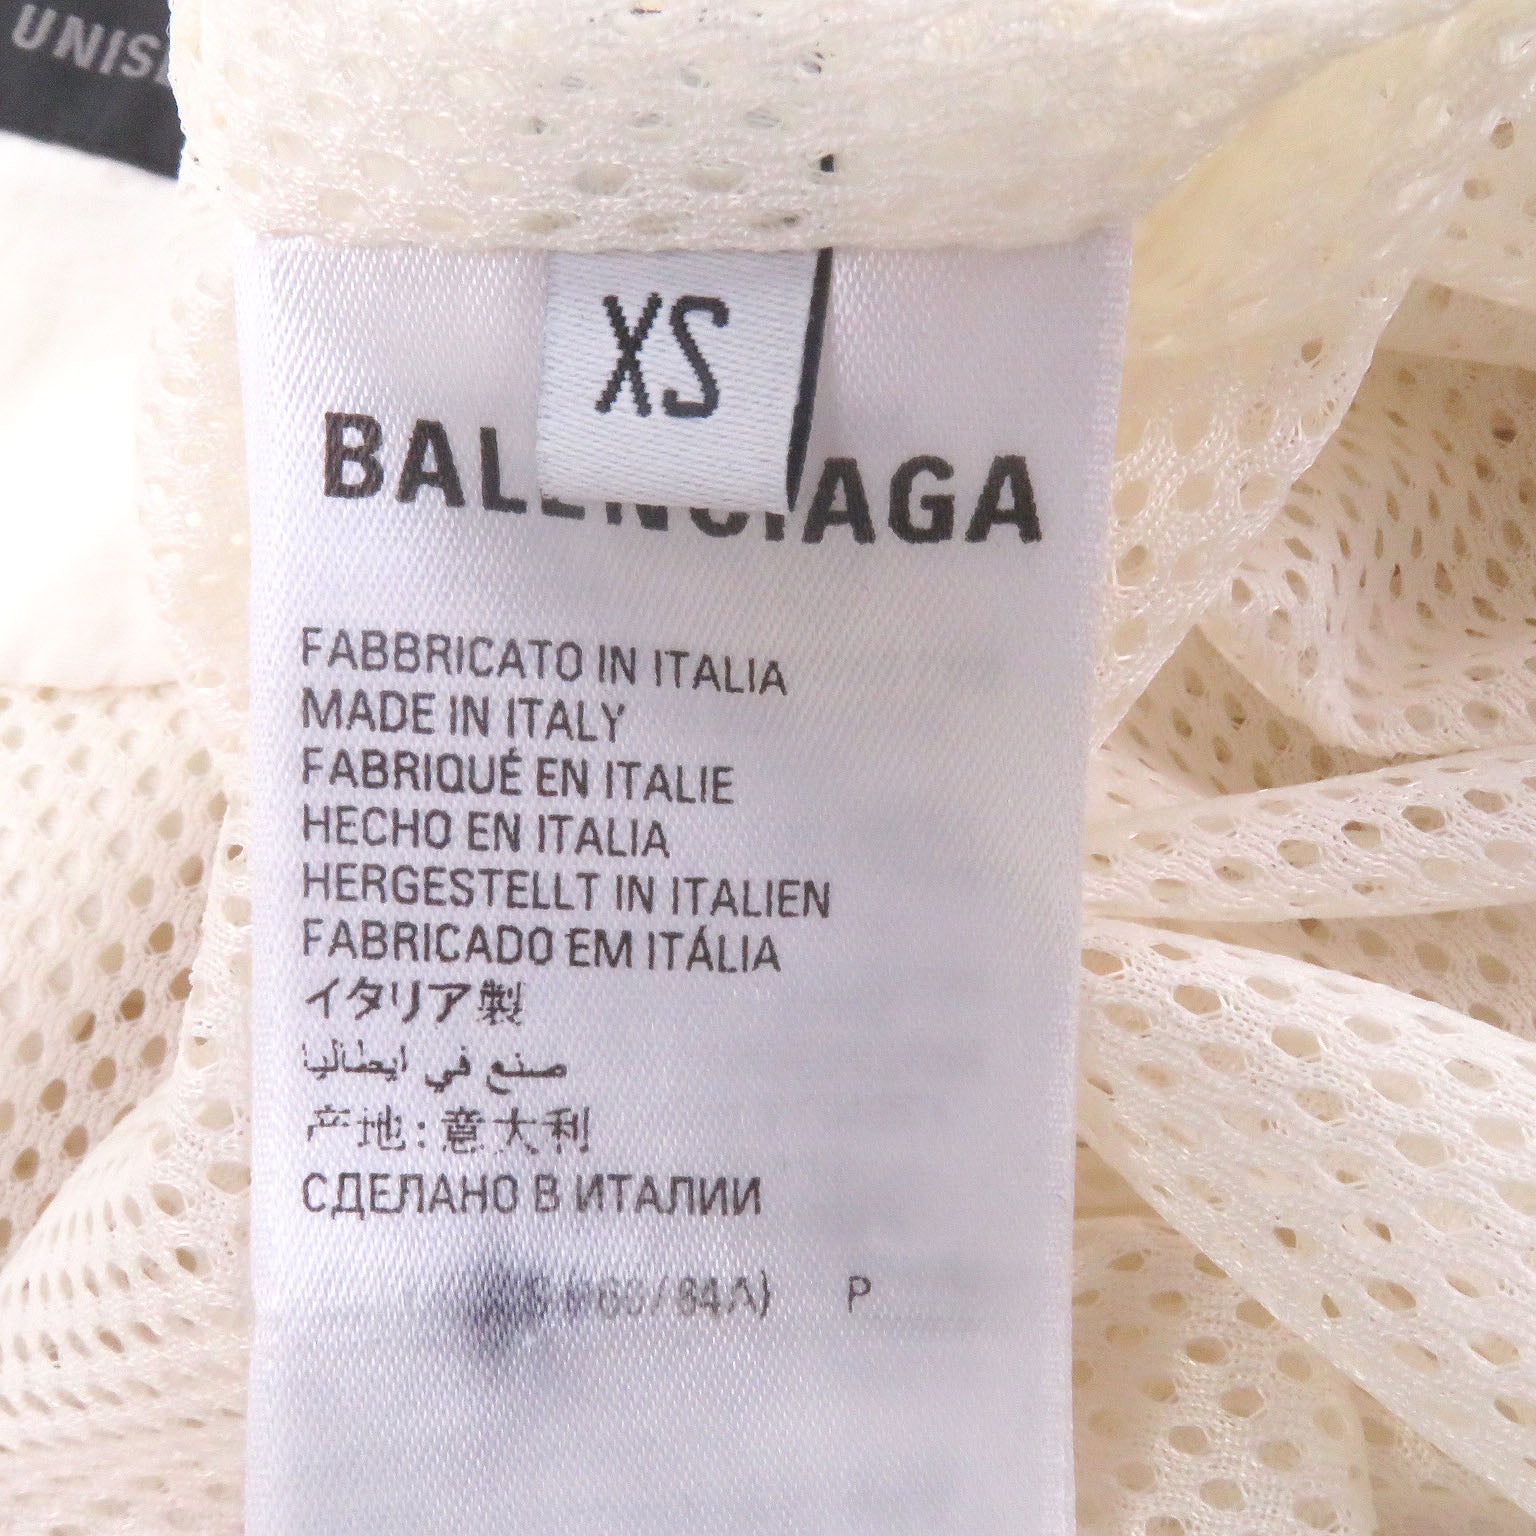 XS
FABBRICATO IN ITALIA
MADE IN ITALY
FABRIQUÉ EN ITALIE
HECHO EN ITALIA
HERGESTELLT IN ITALIEN
FABRICADO EM ITÁLIA
イタリア製
صنع في ايطاليا
产地：意大利
СДЕЛАНО В ИТАЛИИ
P